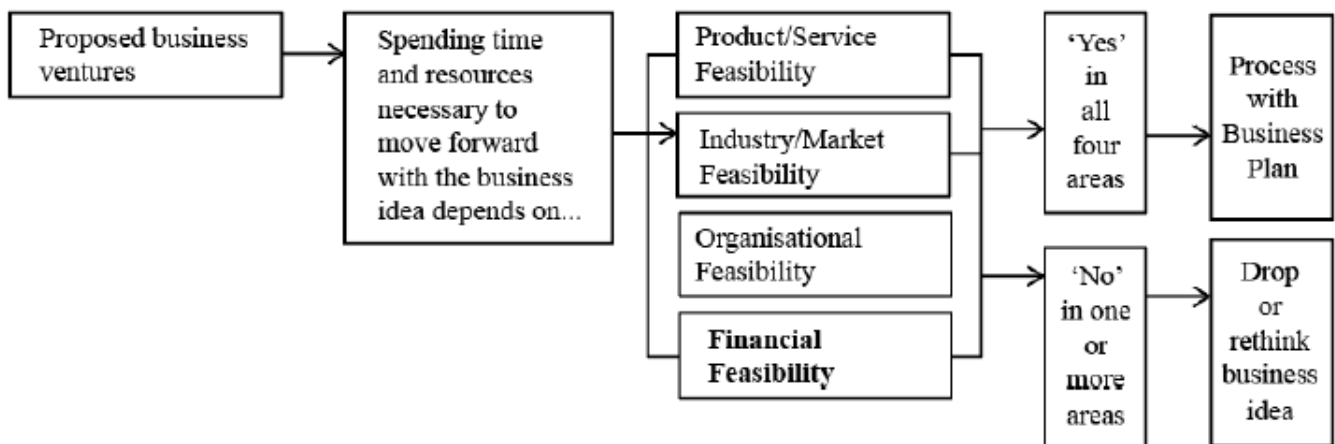 Proposed business
ventures
Spending time
and resources
necessary to
move forward
with the business
idea depends on...
Product/Service
Feasibility
Industry/Market
Feasibility
Organisational
Feasibility
Financial
Feasibility
‘Yes’
in
all
four
areas
Process
with
Business
Plan
‘No’
in one
or
more
areas
Drop
or
rethink
business
idea